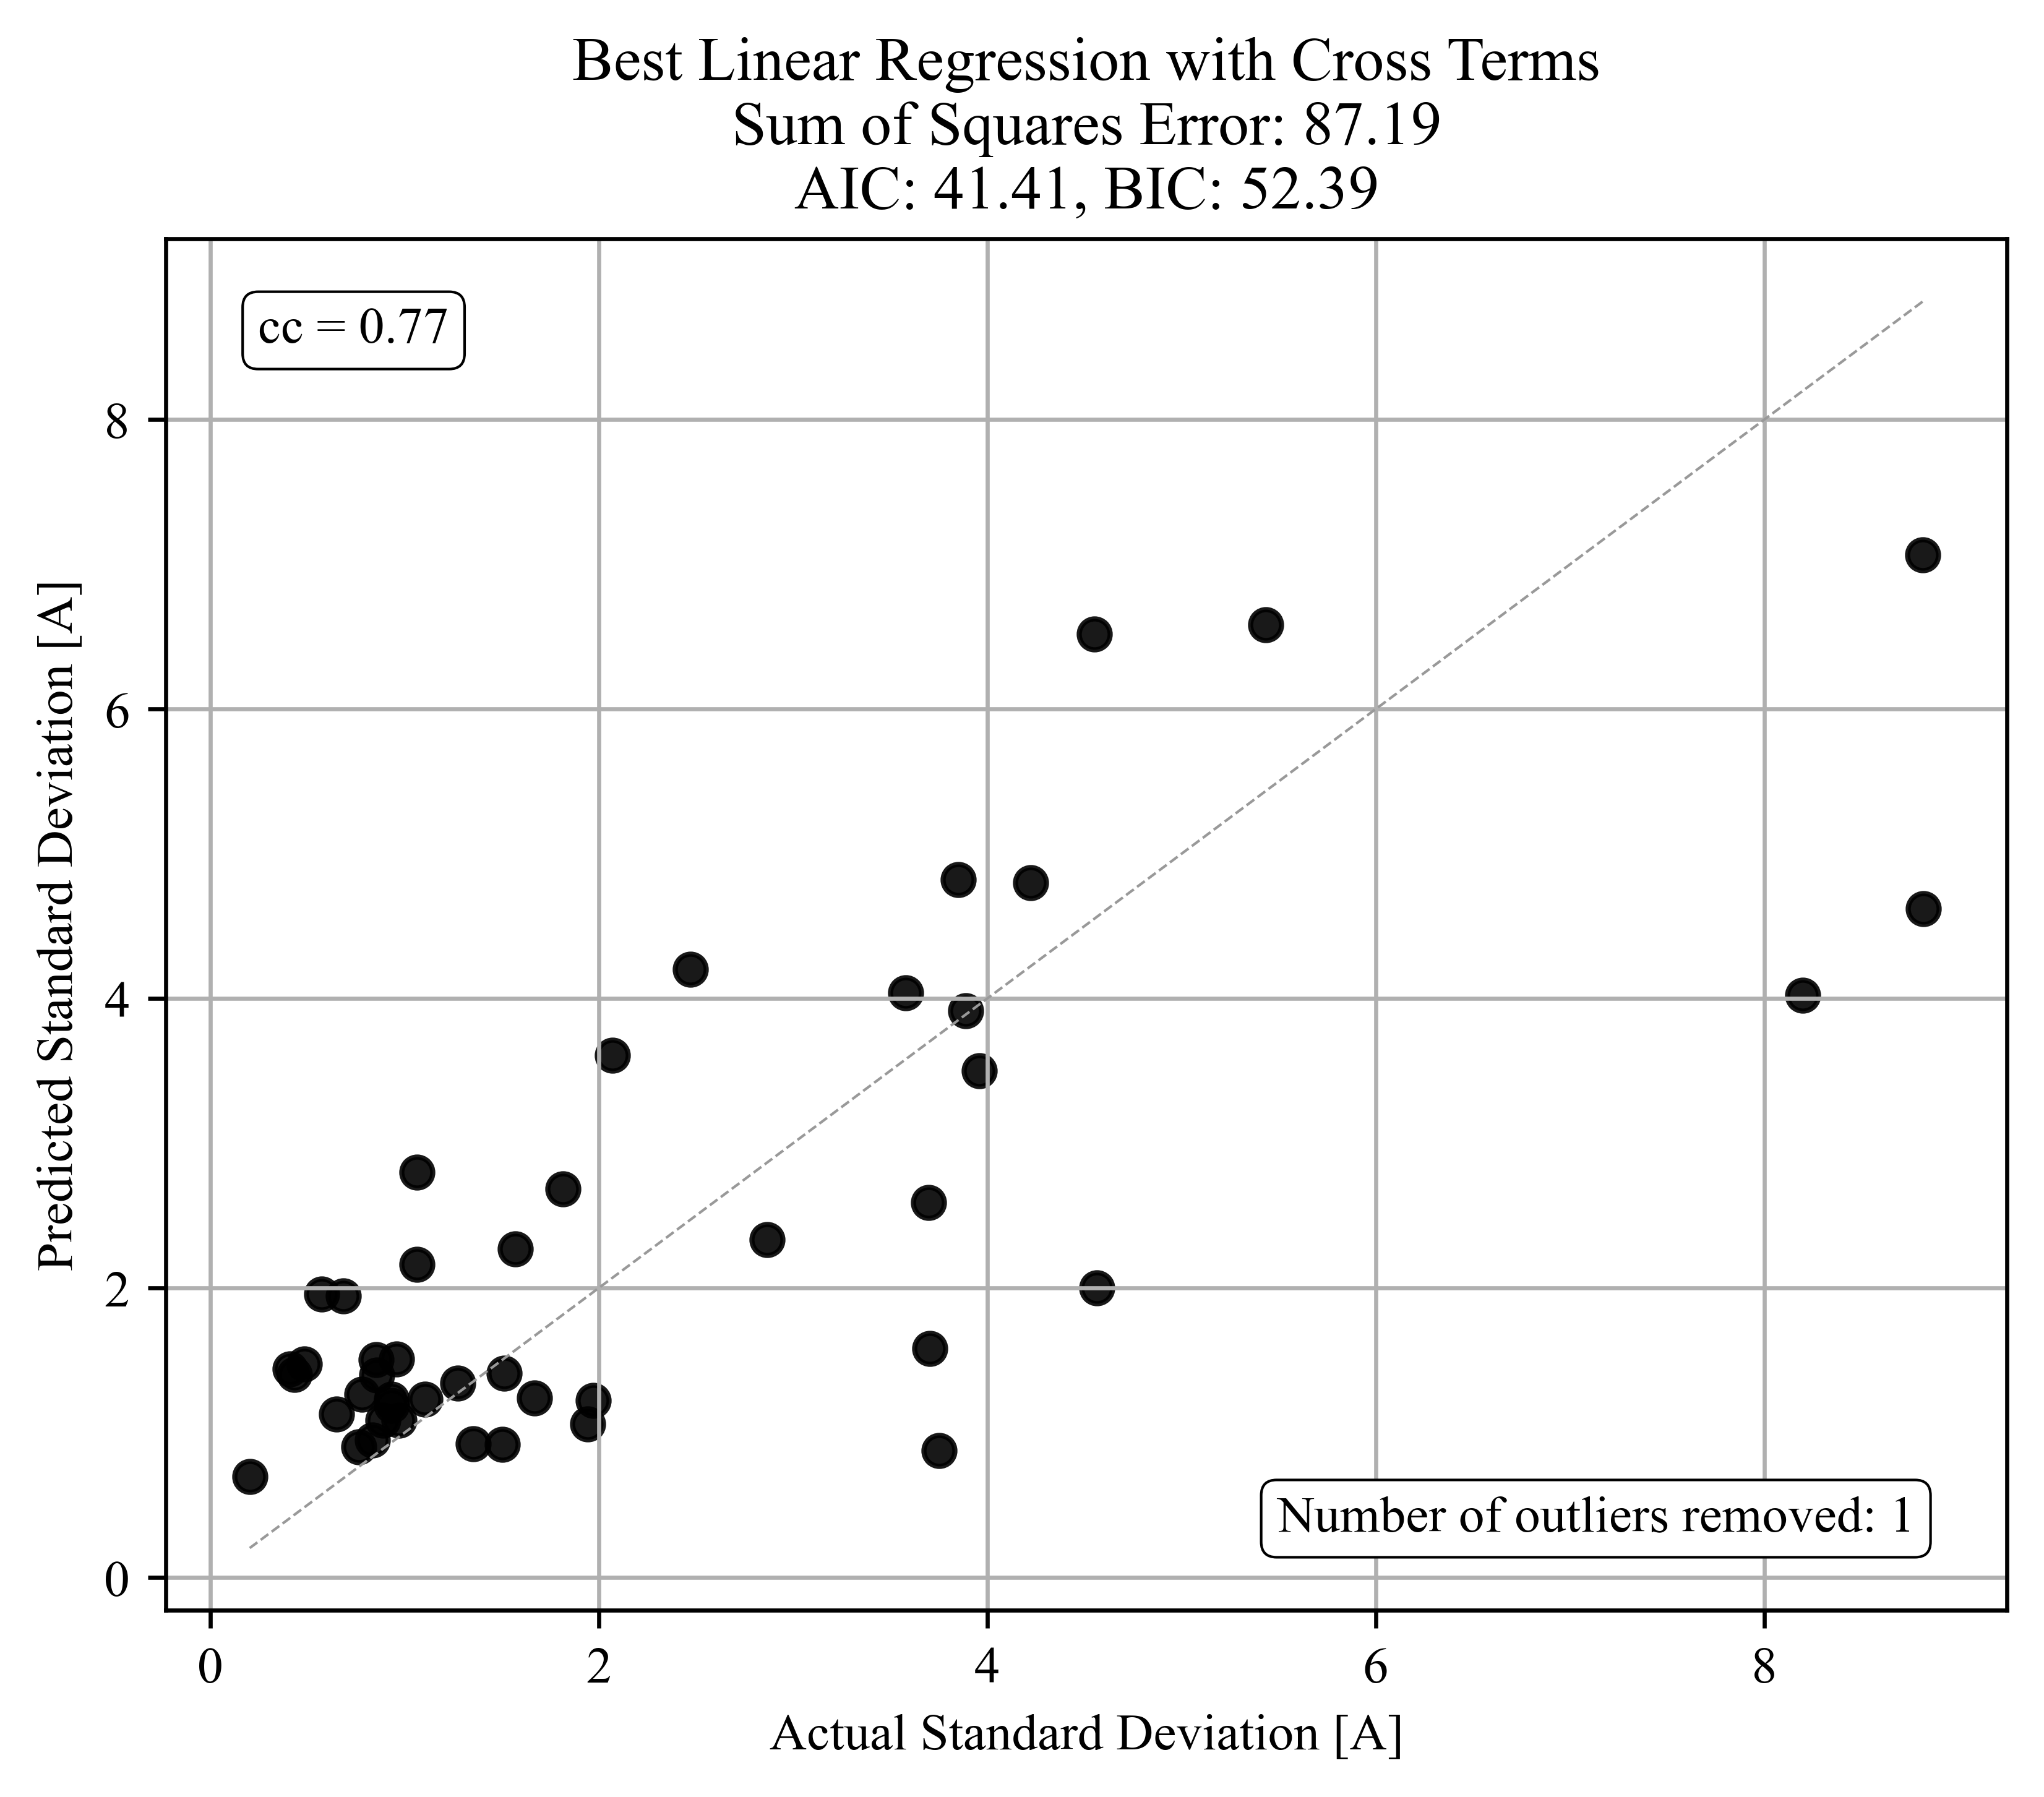 Best Linear Regression with Cross Terms
Sum of Squares Error: 87.19
AIC: 41.41, BIC: 52.39
cc = 0.77
8
6
4
2
0
Predicted Standard Deviation [A]
Number of outliers removed: 1
0 2 4 6 8
Actual Standard Deviation [A]